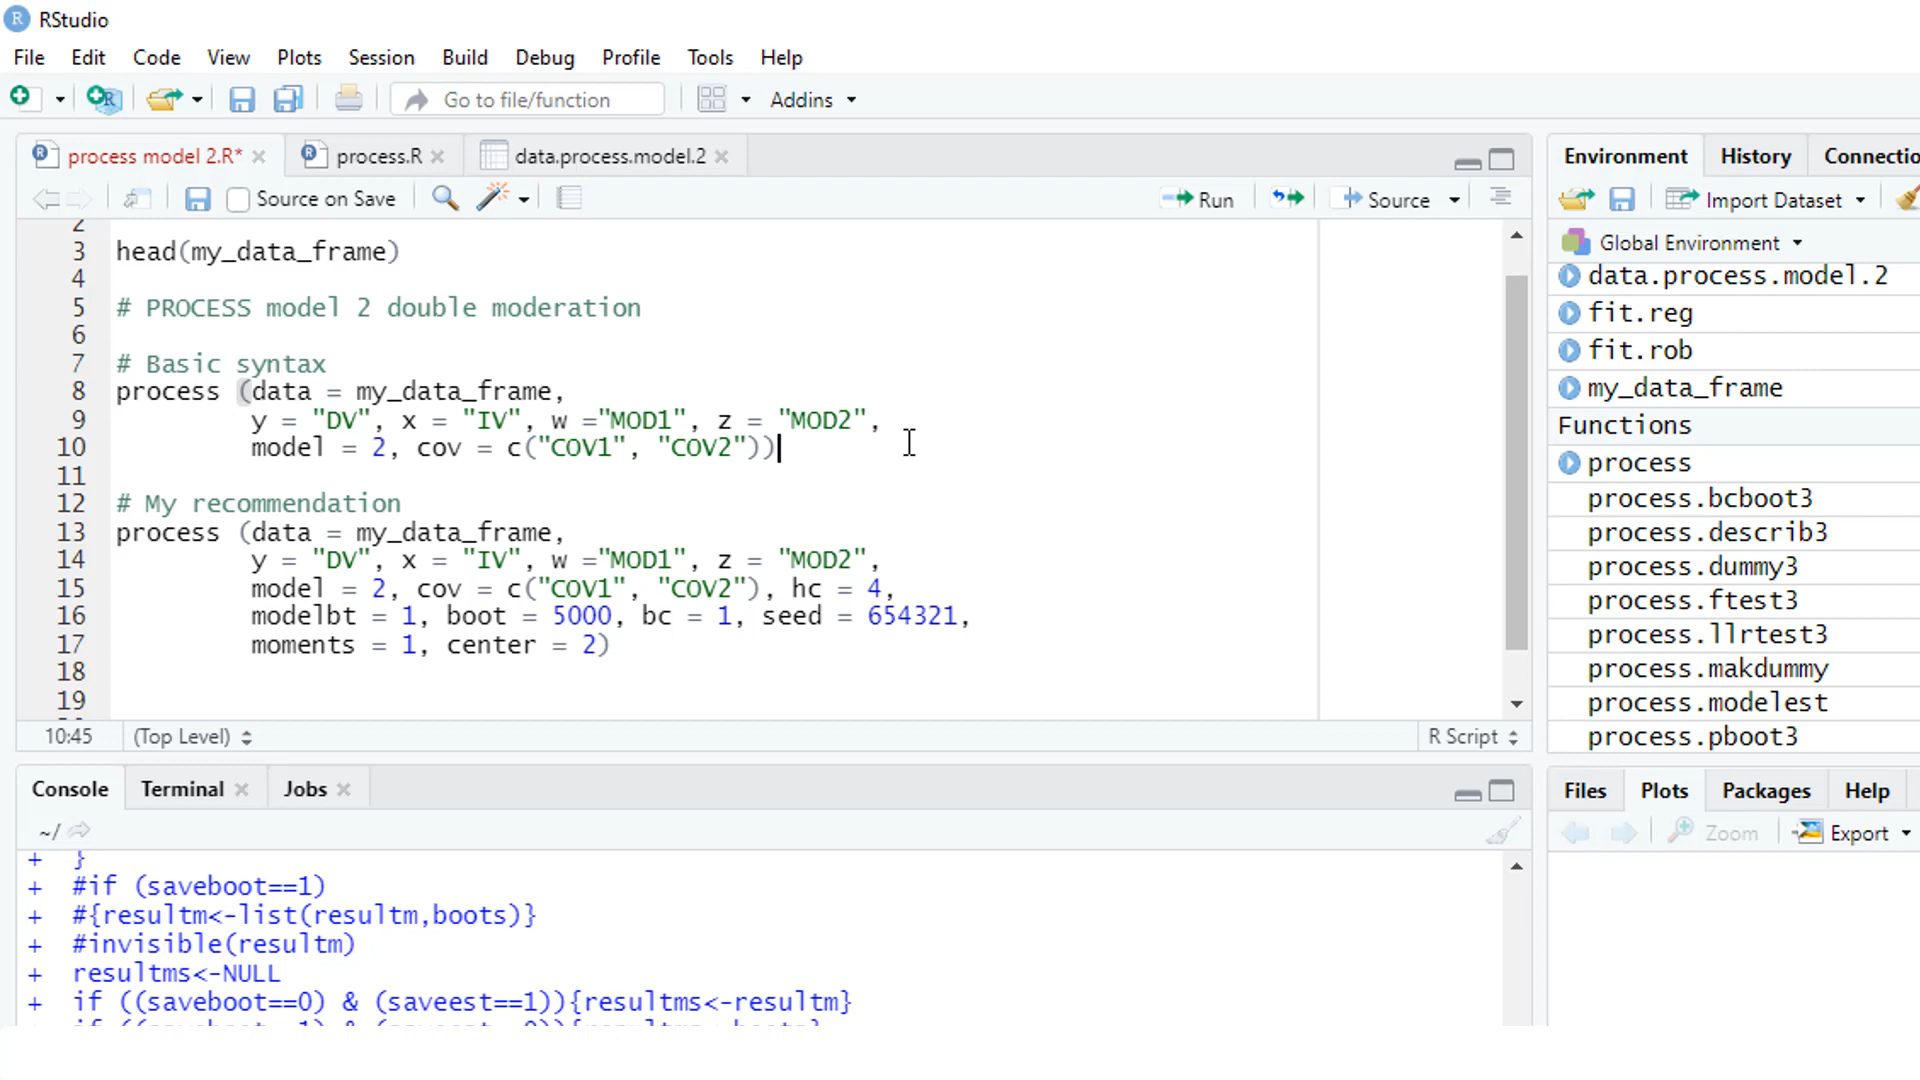 RStudio
File Edit Code View Plots Session Build Debug Profile Tools Help
Go to file/function Addins
process model 2.R* process.R data.process.model.2
Source on Save Run Source
2
3 head(my_data_frame)
4
5 # PROCESS model 2 double moderation
6
7 # Basic syntax
8 process (data = my_data_frame,
9 y = "DV", x = "IV", w ="MOD1", z = "MOD2",
10 model = 2, cov = c("COV1", "COV2"))
11
12 # My recommendation
13 process (data = my_data_frame,
14 y = "DV", x = "IV", w ="MOD1", z = "MOD2",
15 model = 2, cov = c("COV1", "COV2"), hc = 4,
16 modelbt = 1, boot = 5000, bc = 1, seed = 654321,
17 moments = 1, center = 2)
18
19
10:45 (Top Level) R Script
Console Terminal Jobs
~/
+ }
+ #if (saveboot==1)
+ #{resultm<-list(resultm,boots)}
+ #invisible(resultm)
+ resultms<-NULL
+ if ((saveboot==0) & (saveest==1)){resultms<-resultm}
Environment History Connectio
Import Dataset
Global Environment
data.process.model.2
fit.reg
fit.rob
my_data_frame
Functions
process
process.bcboot3
process.describ3
process.dummy3
process.ftest3
process.llrtest3
process.makdummy
process.modelest
process.pboot3
Files Plots Packages Help
Zoom Export